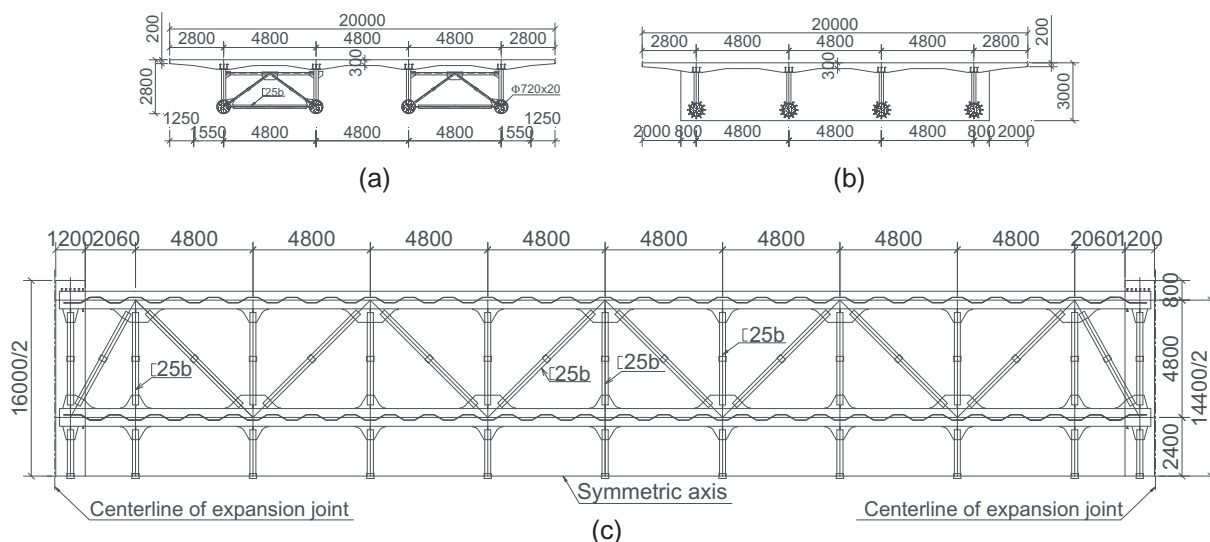 20000
200
2800 4800 4800 4800 2800
300
2800
[25b
Φ720x20
1250 1250
1550 4800 4800 4800 1550
(a)
20000
2800 4800 4800 4800 2800
200
300
3000
2000 800 4800 4800 4800 800 2000
(b)
1200 2060 4800 4800 4800 4800 4800 4800 4800 4800 2060 1200
16000/2
800
[25b
[25b
[25b
[25b
4800
14400/2
2400
Symmetric axis
Centerline of expansion joint Centerline of expansion joint
(c)